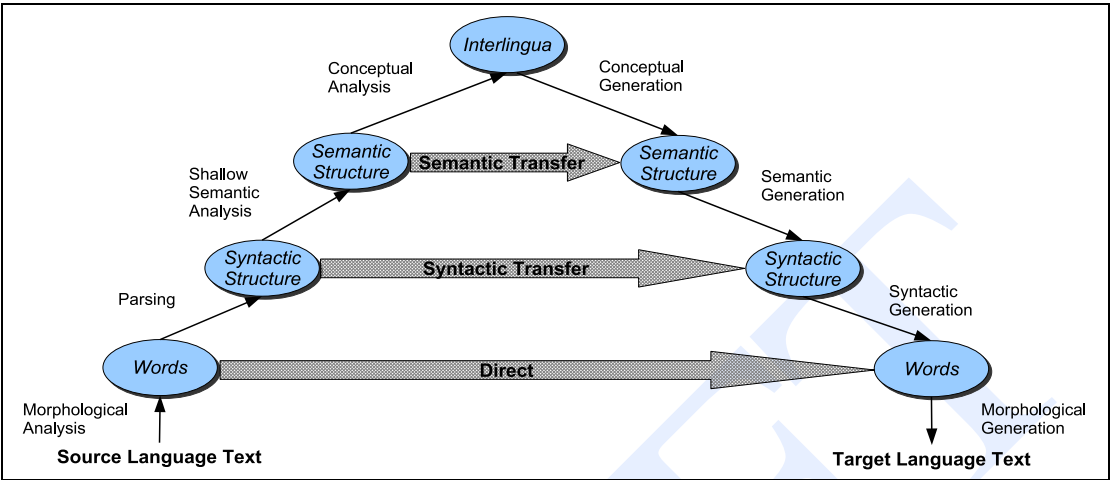 Interlingua
Conceptual
Analysis
Conceptual
Generation
Semantic
Structure
Semantic Transfer
Semantic
Structure
Shallow
Semantic
Analysis
Semantic
Generation
Syntactic
Structure
Syntactic Transfer
Syntactic
Structure
Parsing
Syntactic
Generation
Words
Direct
Words
Morphological
Analysis
Morphological
Generation
Source Language Text
Target Language Text